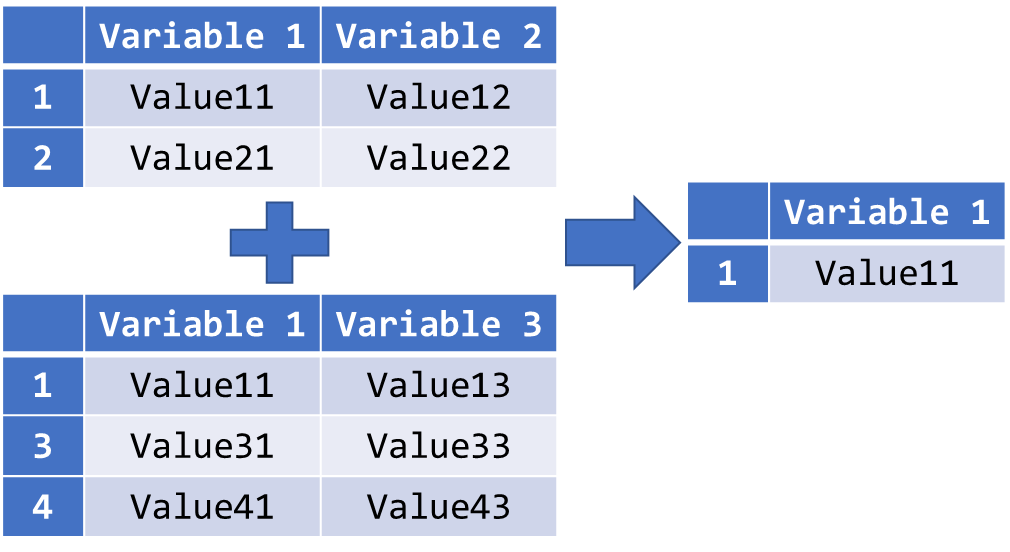 Variable 1 Variable 2
1 Value11 Value12
2 Value21 Value22
Variable 1
1 Value11
Variable 1 Variable 3
1 Value11 Value13
3 Value31 Value33
4 Value41 Value43